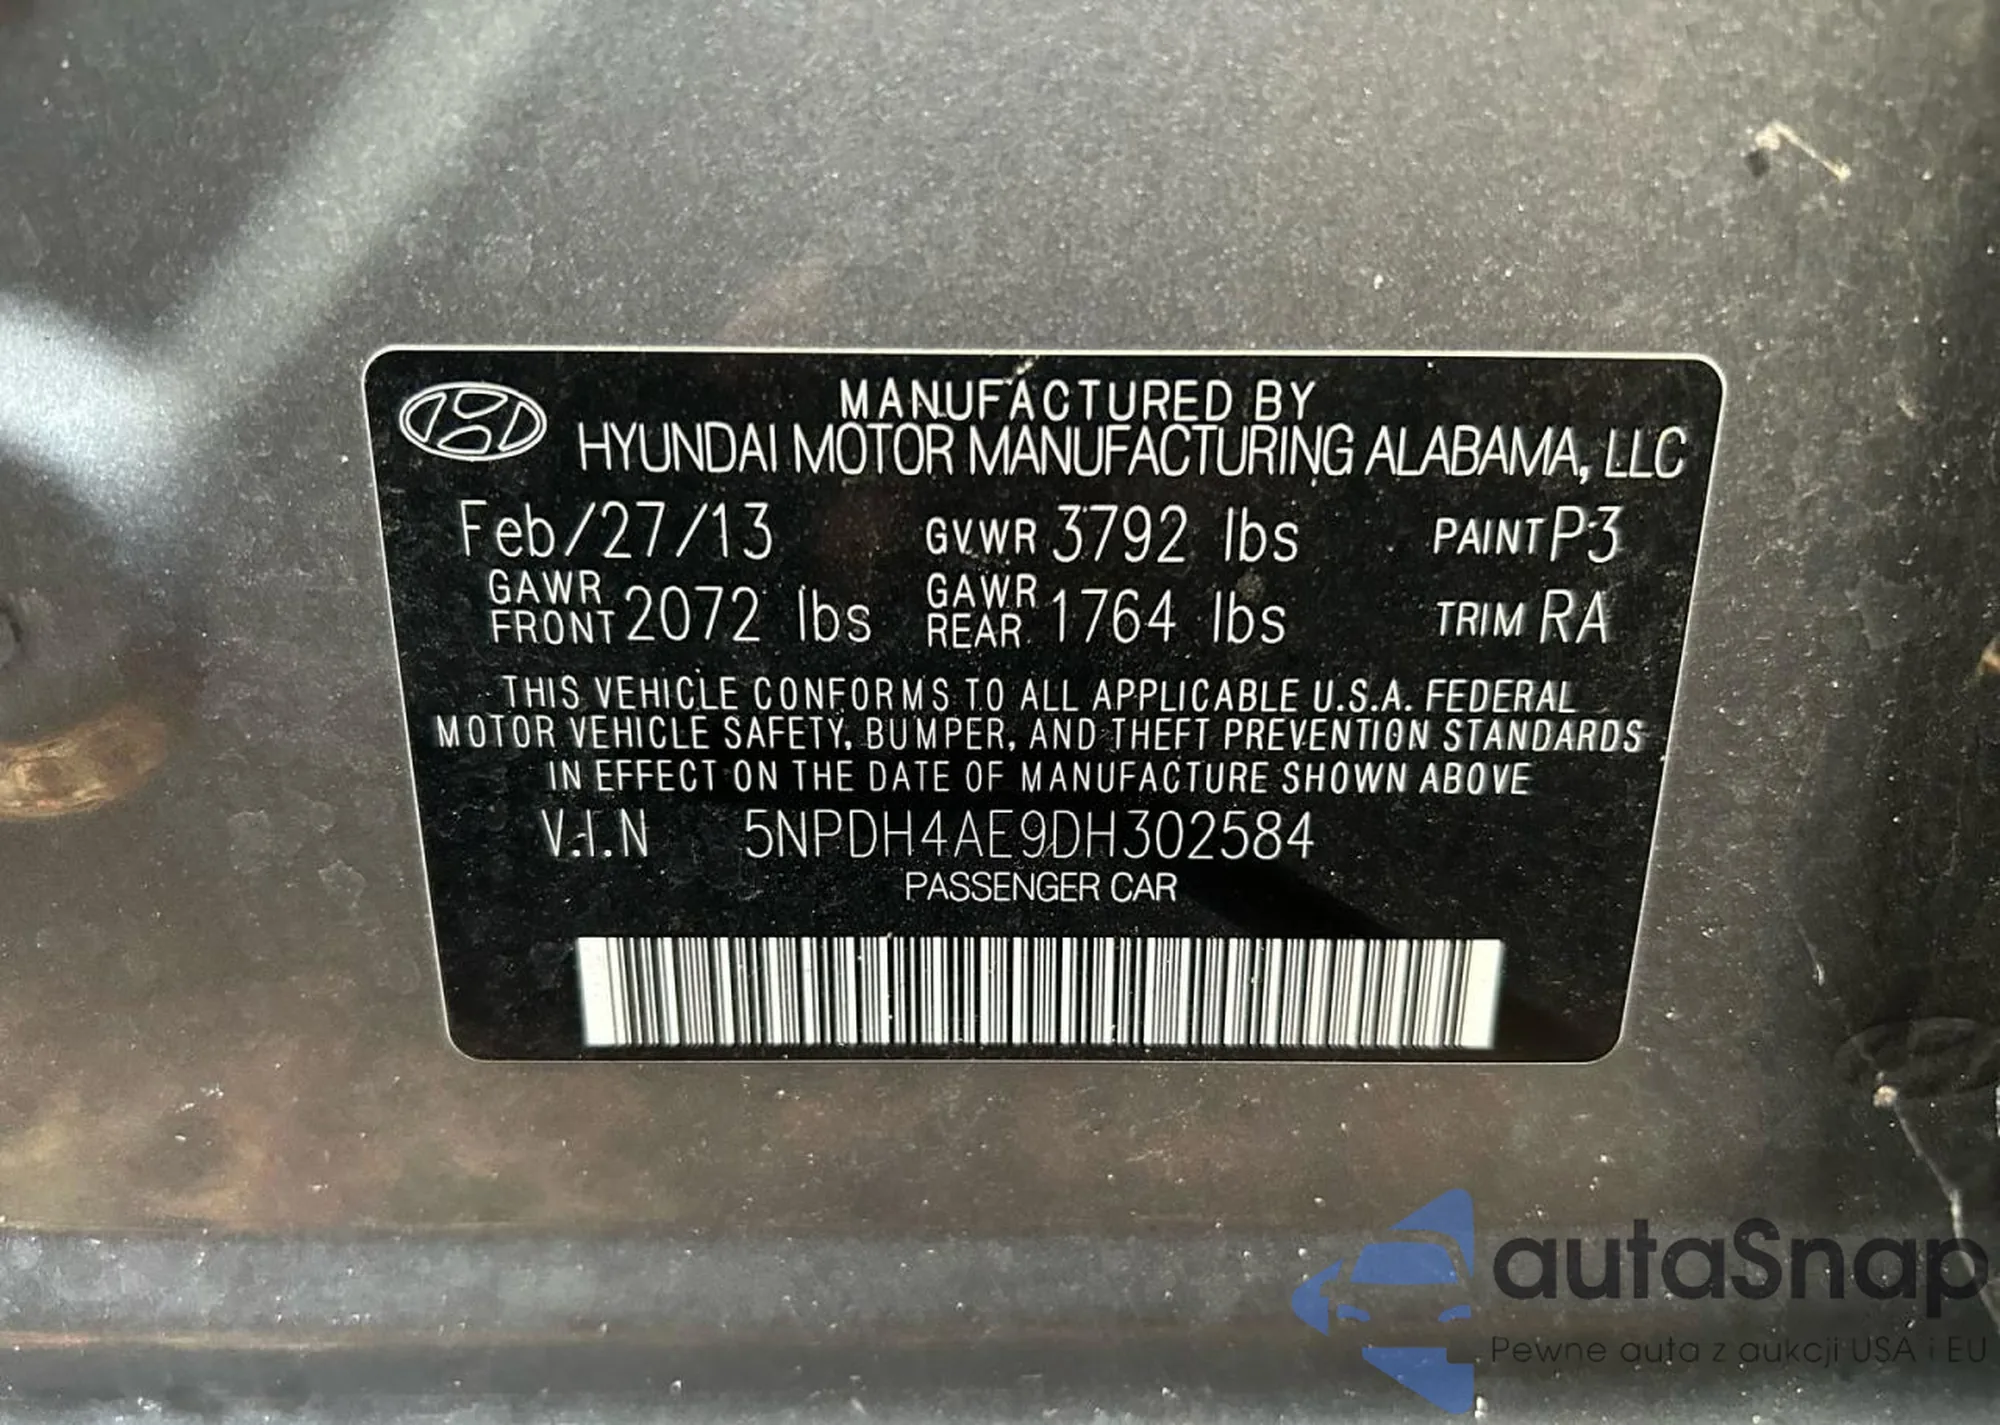 MANUFACTURED BY
HYUNDAI MOTOR MANUFACTURING ALABAMA, LLC
Feb/27/13 GVWR 3792 lbs PAINT P3
GAWR FRONT 2072 lbs GAWR REAR 1764 lbs TRIM RA
THIS VEHICLE CONFORMS TO ALL APPLICABLE U.S.A. FEDERAL
MOTOR VEHICLE SAFETY, BUMPER, AND THEFT PREVENTION STANDARDS
IN EFFECT ON THE DATE OF MANUFACTURE SHOWN ABOVE
V.I.N 5NPDH4AE9DH302584
PASSENGER CAR
autaSnap
Pewne auta z aukcji USA i EU